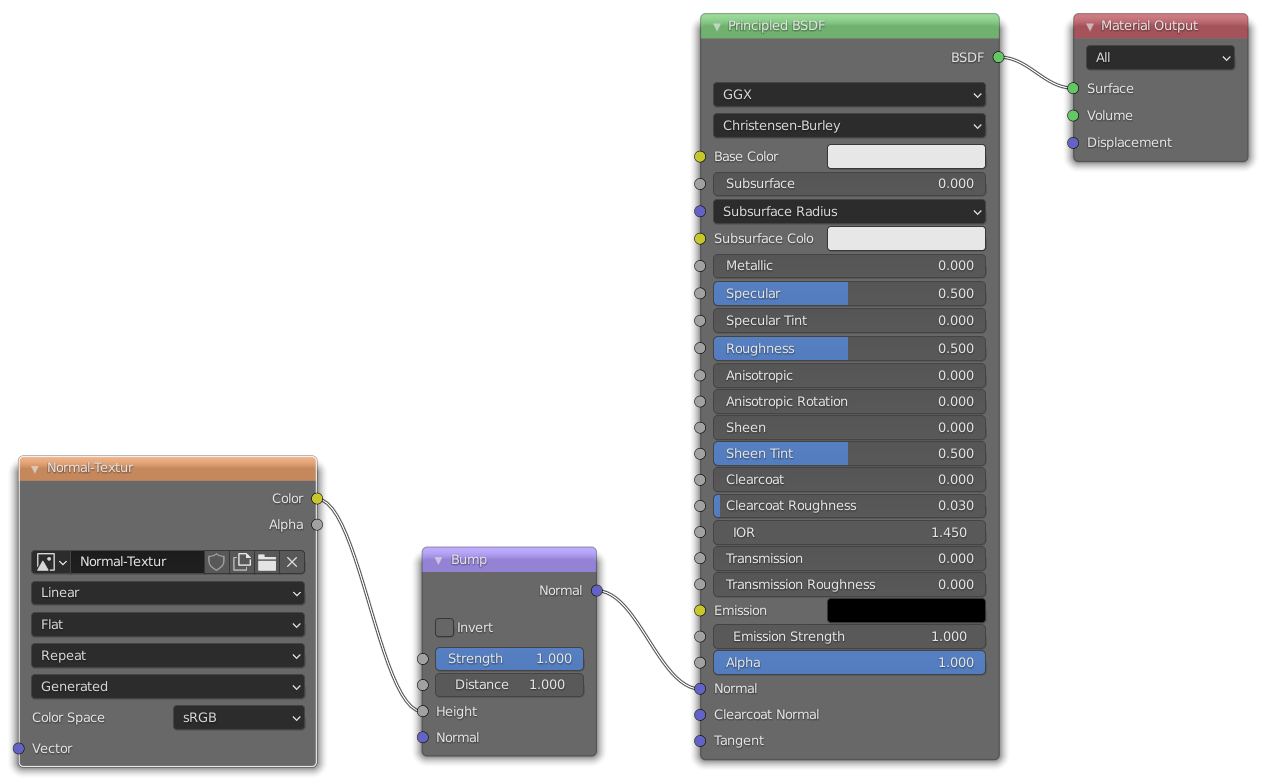 Normal-Textur
Color
Alpha
Normal-Textur
Linear
Flat
Repeat
Generated
Color Space sRGB
Vector
Bump
Normal
Invert
Strength 1.000
Distance 1.000
Height
Normal
Principled BSDF
BSDF
GGX
Christensen-Burley
Base Color
Subsurface 0.000
Subsurface Radius
Subsurface Colo
Metallic 0.000
Specular 0.500
Specular Tint 0.000
Roughness 0.500
Anisotropic 0.000
Anisotropic Rotation 0.000
Sheen 0.000
Sheen Tint 0.500
Clearcoat 0.000
Clearcoat Roughness 0.030
IOR 1.450
Transmission 0.000
Transmission Roughness 0.000
Emission
Emission Strength 1.000
Alpha 1.000
Normal
Clearcoat Normal
Tangent
Material Output
All
Surface
Volume
Displacement